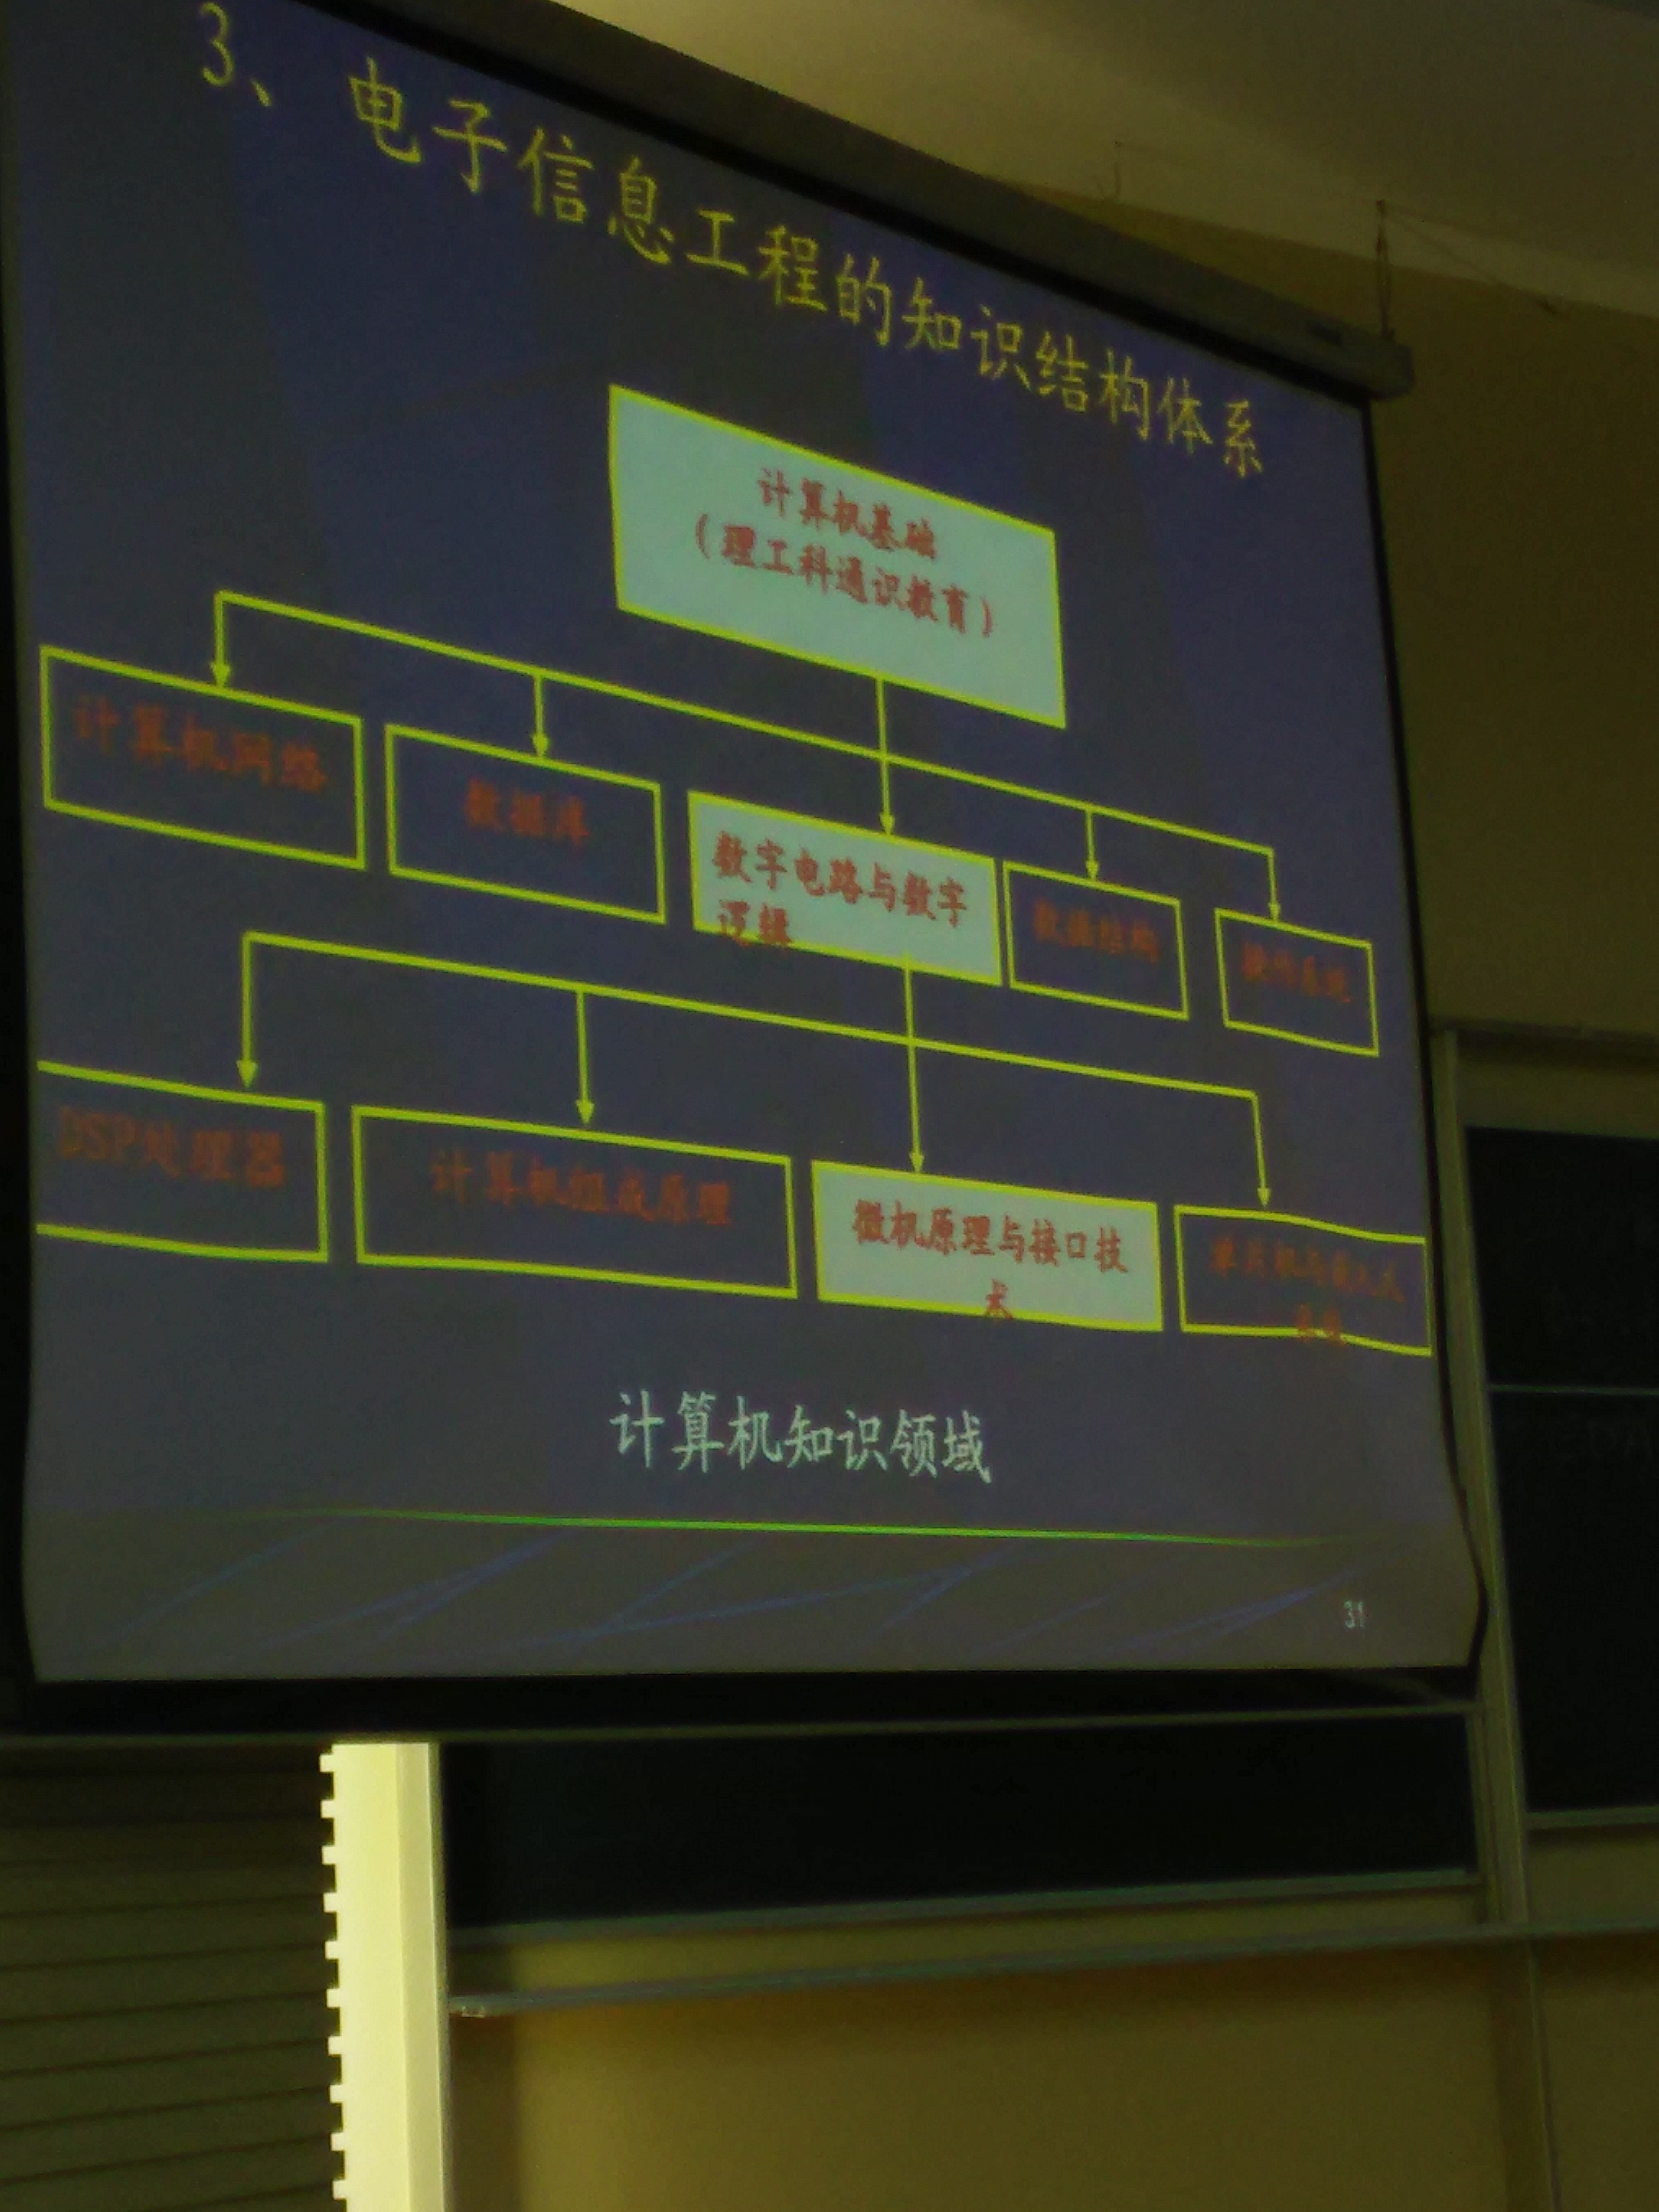 3、电子信息工程的知识结构体系
计算机基础
（理工科通识教育）
计算机网络
数据库
数字电路与数字
逻辑
数据结构
操作系统
DSP处理器
计算机组成原理
微机原理与接口技
术
单片机与嵌入式
系统
计算机知识领域
31